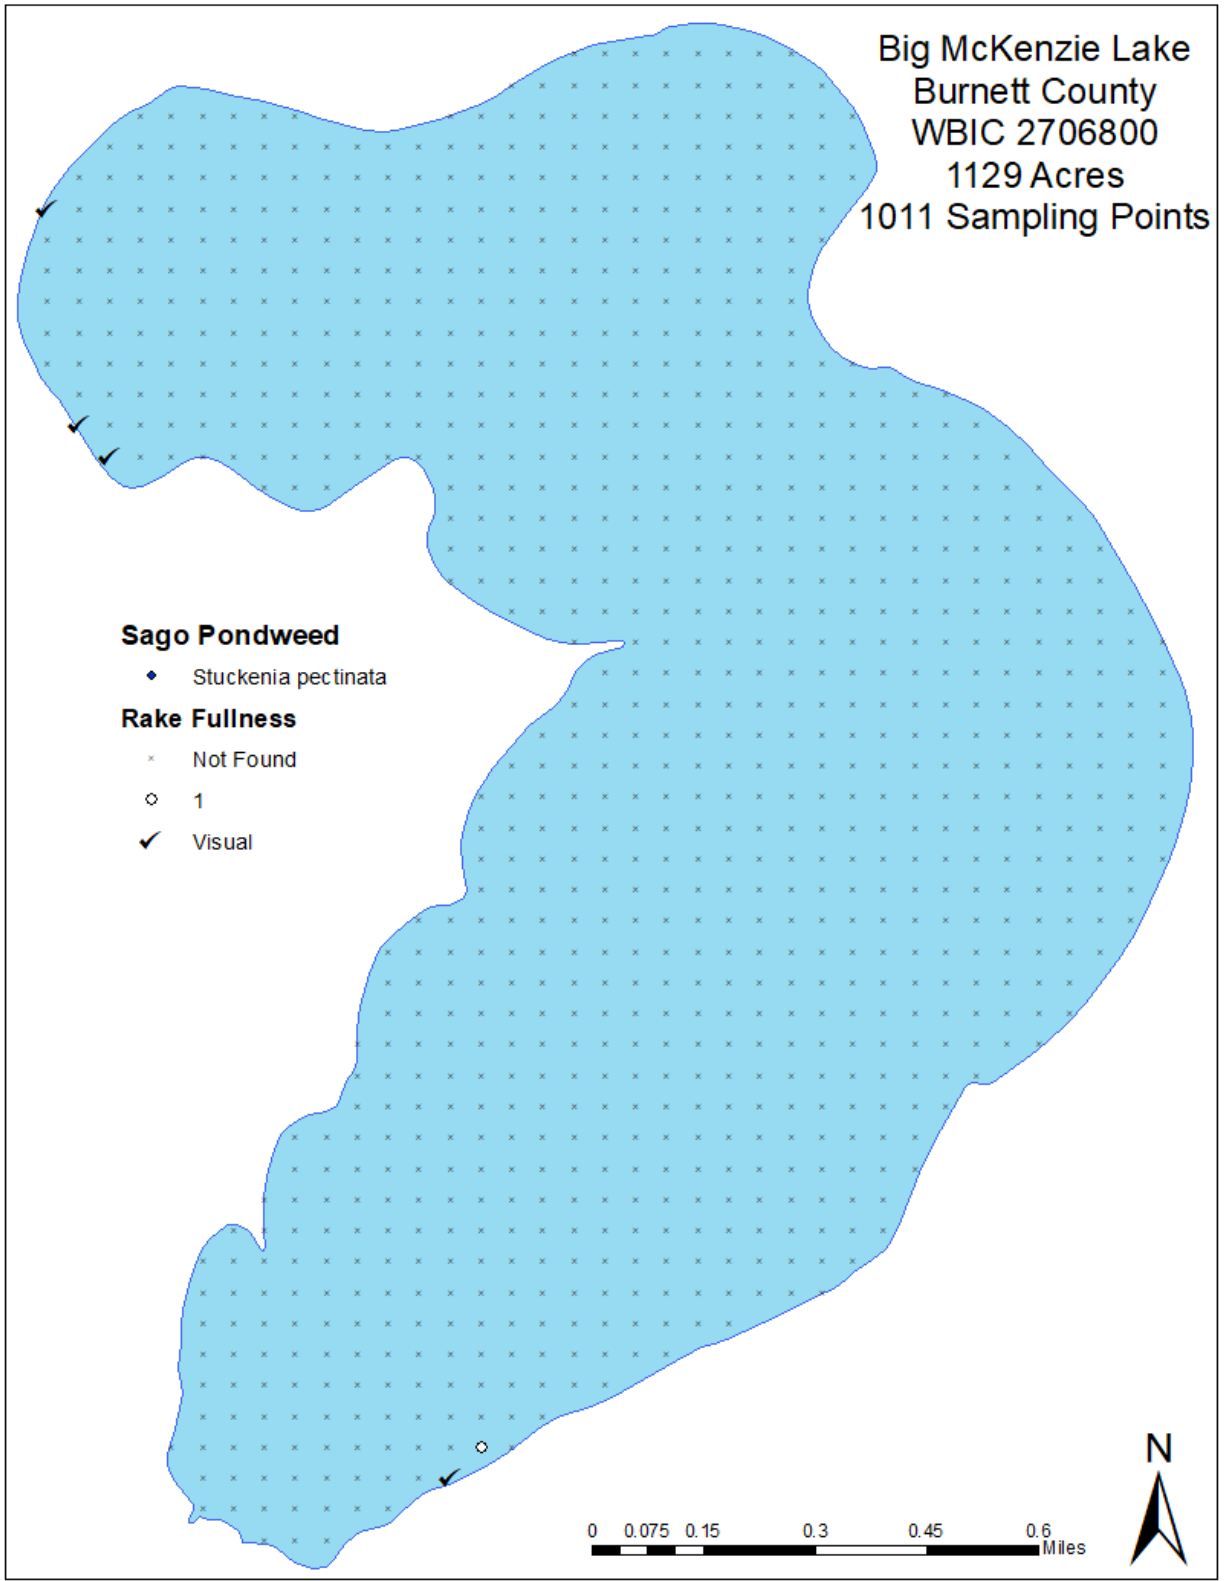 Big McKenzie Lake
Burnett County
WBIC 2706800
1129 Acres
1011 Sampling Points
Sago Pondweed
Stuckenia pectinata
Rake Fullness
Not Found
1
Visual
N
0 0.075 0.15 0.3 0.45 0.6
Miles